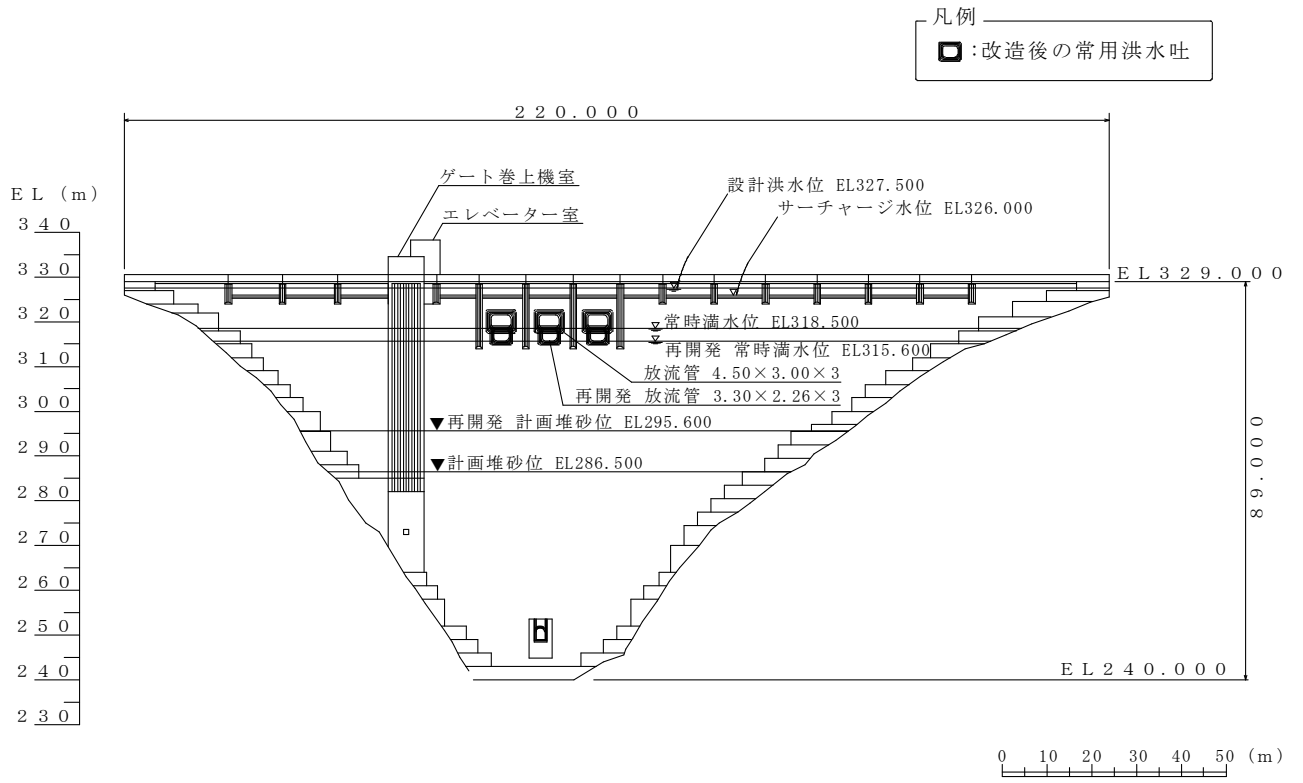 凡例
:改造後の常用洪水吐
220.000
EL (m)
ゲート巻上機室
エレベーター室
設計洪水位 EL327.500
サーチャージ水位 EL326.000
340
330
320
310
300
290
280
270
260
250
240
230
EL329.000
常時満水位 EL318.500
再開発 常時満水位 EL315.600
放流管 4.50×3.00×3
再開発 放流管 3.30×2.26×3
再開発 計画堆砂位 EL295.600
計画堆砂位 EL286.500
89.000
EL240.000
0 10 20 30 40 50 (m)